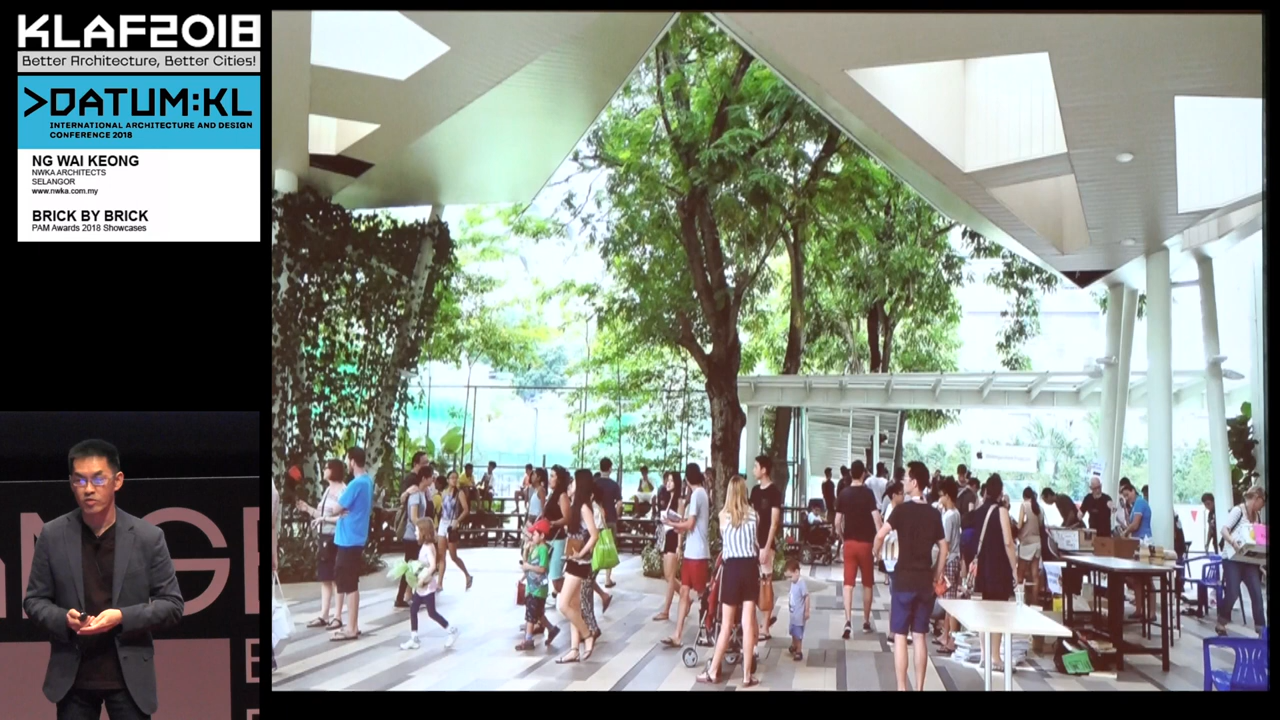 KLAF2018
Better Architecture, Better Cities!
>DATUM:KL
INTERNATIONAL ARCHITECTURE AND DESIGN
CONFERENCE 2018
NG WAI KEONG
NWKA ARCHITECTS
SELANGOR
www.nwka.com.my
BRICK BY BRICK
PAM Awards 2018 Showcases